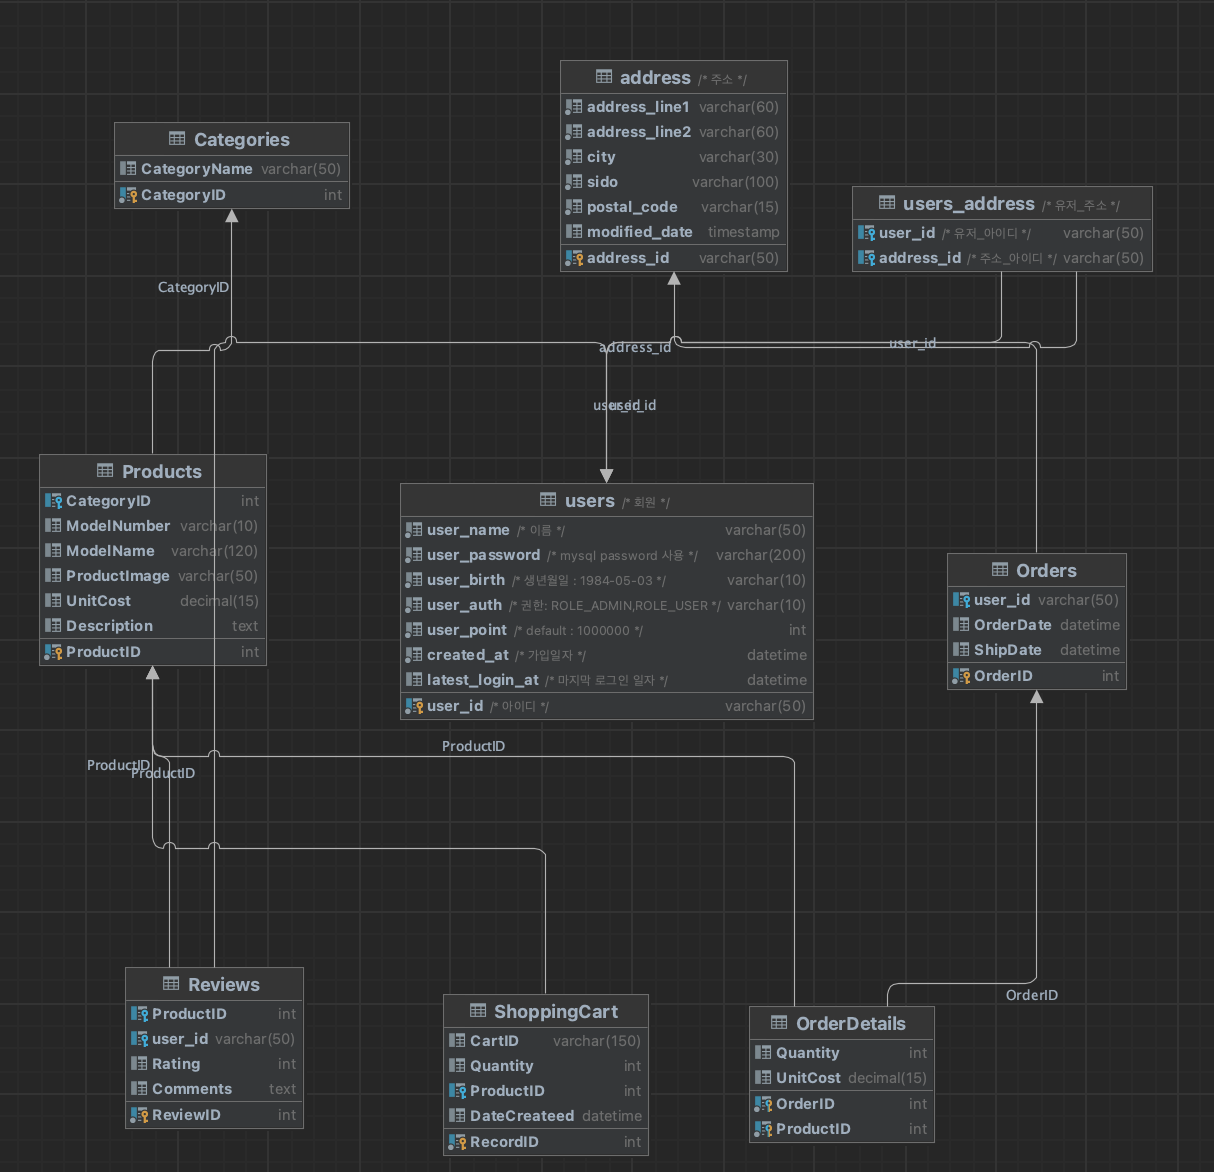 address /* 주소 */
address_line1 varchar(60)
address_line2 varchar(60)
city varchar(30)
sido varchar(100)
postal_code varchar(15)
modified_date timestamp
address_id varchar(50)
Categories
CategoryName varchar(50)
CategoryID int
users_address /* 유저_주소 */
user_id /* 유저_아이디 */ varchar(50)
address_id /* 주소_아이디 */ varchar(50)
CategoryID
address_id
user_id
user_id
user_id
Products
CategoryID int
ModelNumber varchar(10)
ModelName varchar(120)
ProductImage varchar(50)
UnitCost decimal(15)
Description text
ProductID int
users /* 회원 */
user_name /* 이름 */ varchar(50)
user_password /* mysql password 사용 */ varchar(200)
user_birth /* 생년월일 : 1984-05-03 */ varchar(10)
user_auth /* 권한: ROLE_ADMIN,ROLE_USER */ varchar(10)
user_point /* default : 1000000 */ int
created_at /* 가입일자 */ datetime
latest_login_at /* 마지막 로그인 일자 */ datetime
user_id /* 아이디 */ varchar(50)
Orders
user_id varchar(50)
OrderDate datetime
ShipDate datetime
OrderID int
ProductID
ProductID
ProductID
OrderID
Reviews
ProductID int
user_id varchar(50)
Rating int
Comments text
ReviewID int
ShoppingCart
CartID varchar(150)
Quantity int
ProductID int
DateCreateed datetime
RecordID int
OrderDetails
Quantity int
UnitCost decimal(15)
OrderID int
ProductID int